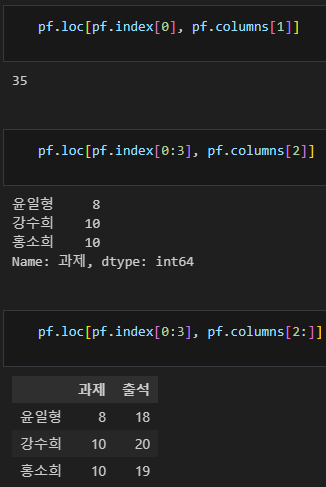 pf.loc[pf.index[0], pf.columns[1]]
35
pf.loc[pf.index[0:3], pf.columns[2]]
윤일형 8
강수희 10
홍소희 10
Name: 과제, dtype: int64
pf.loc[pf.index[0:3], pf.columns[2:]]
과제 출석
윤일형 8 18
강수희 10 20
홍소희 10 19